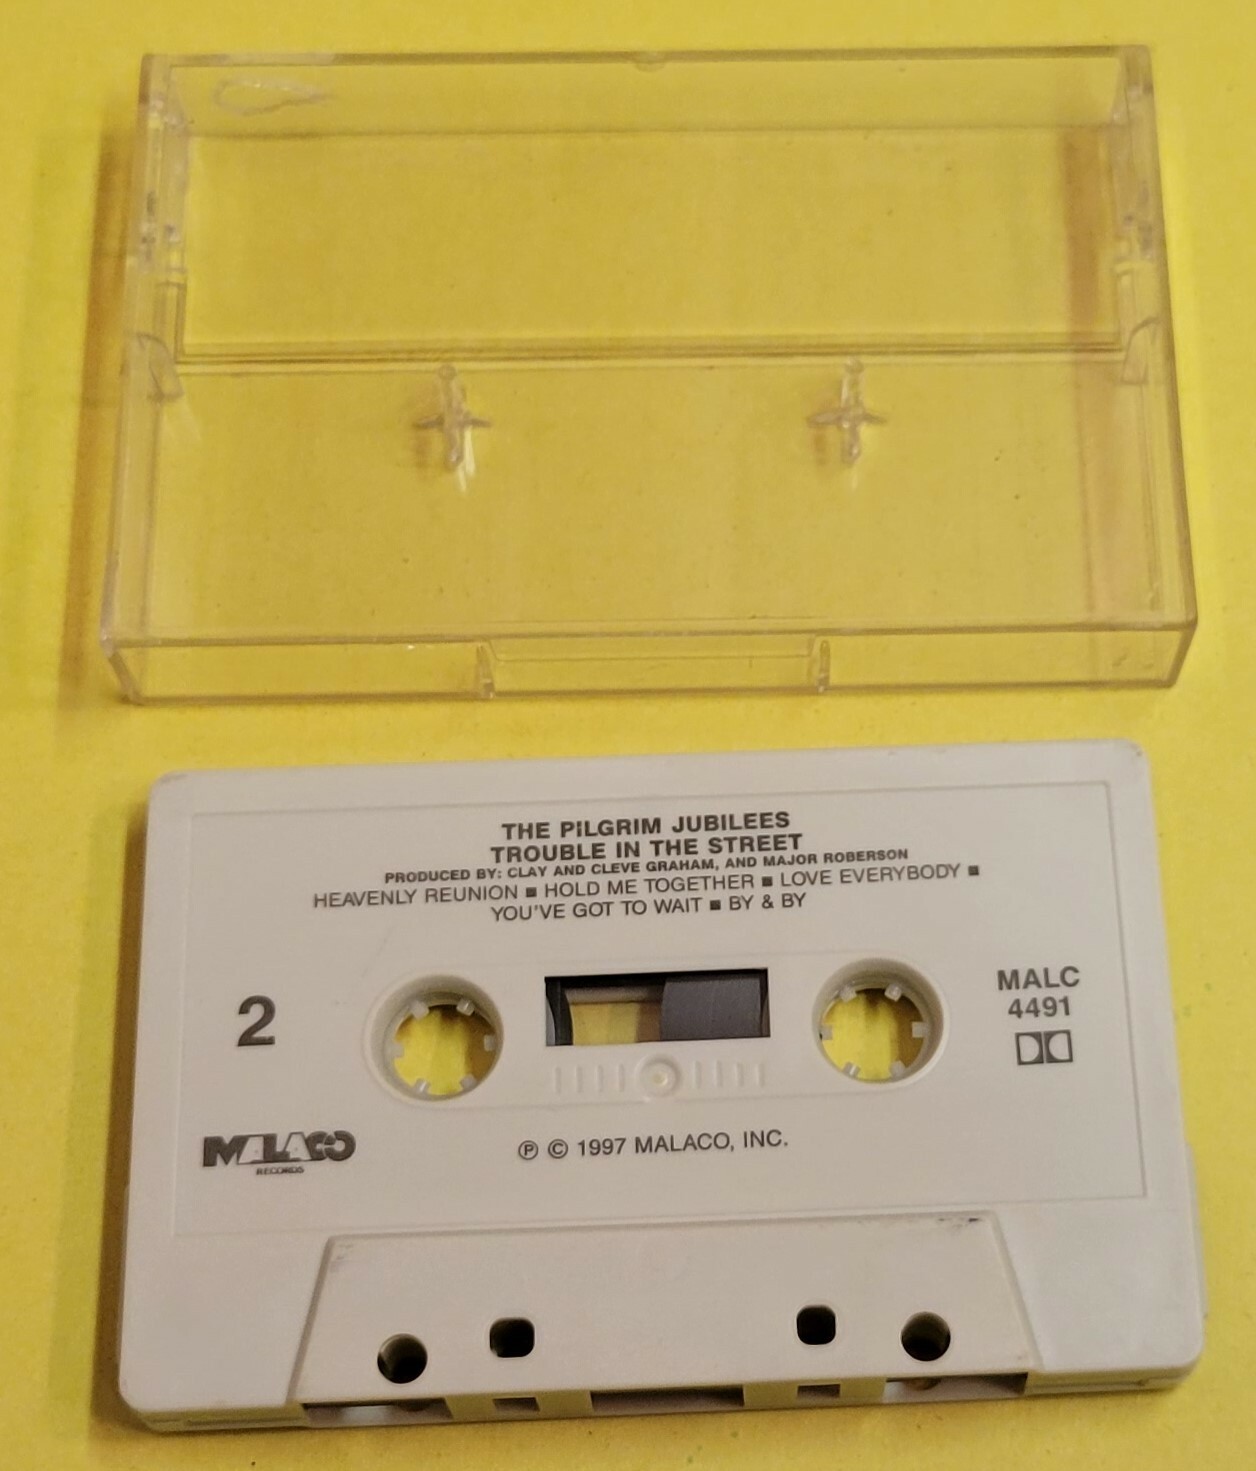 THE PILGRIM JUBILEES
TROUBLE IN THE STREET
PRODUCED BY: CLAY AND CLEVE GRAHAM, AND MAJOR ROBERSON
HEAVENLY REUNION ■ HOLD ME TOGETHER ■ LOVE EVERYBODY ■
YOU'VE GOT TO WAIT ■ BY & BY
2
MALC
4491
MALACO
RECORDS
℗ © 1997 MALACO, INC.